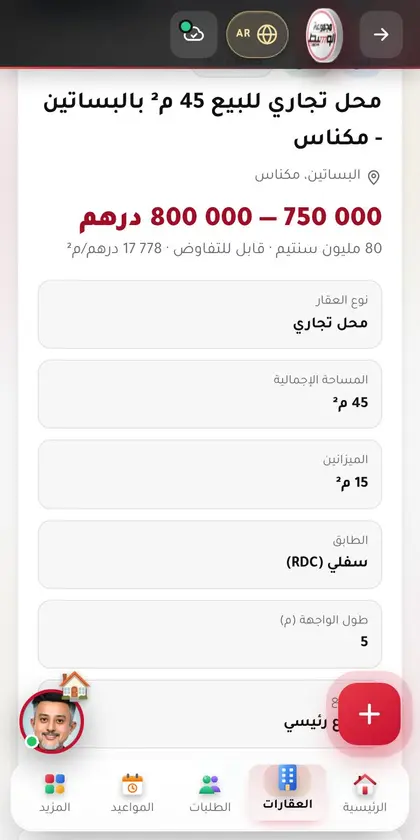 AR
مجموعة
الوسيط
محل تجاري للبيع 45 م² بالبساتين
- مكناس
البساتين، مكناس
750 000 — 800 000 درهم
80 مليون سنتيم · قابل للتفاوض · 17 778 درهم/م²
نوع العقار
محل تجاري
المساحة الإجمالية
45 م²
الميزانين
15 م²
الطابق
سفلي (RDC)
طول الواجهة (م)
5
ع رئيسي
الرئيسية
العقارات
الطلبات
المواعيد
المزيد